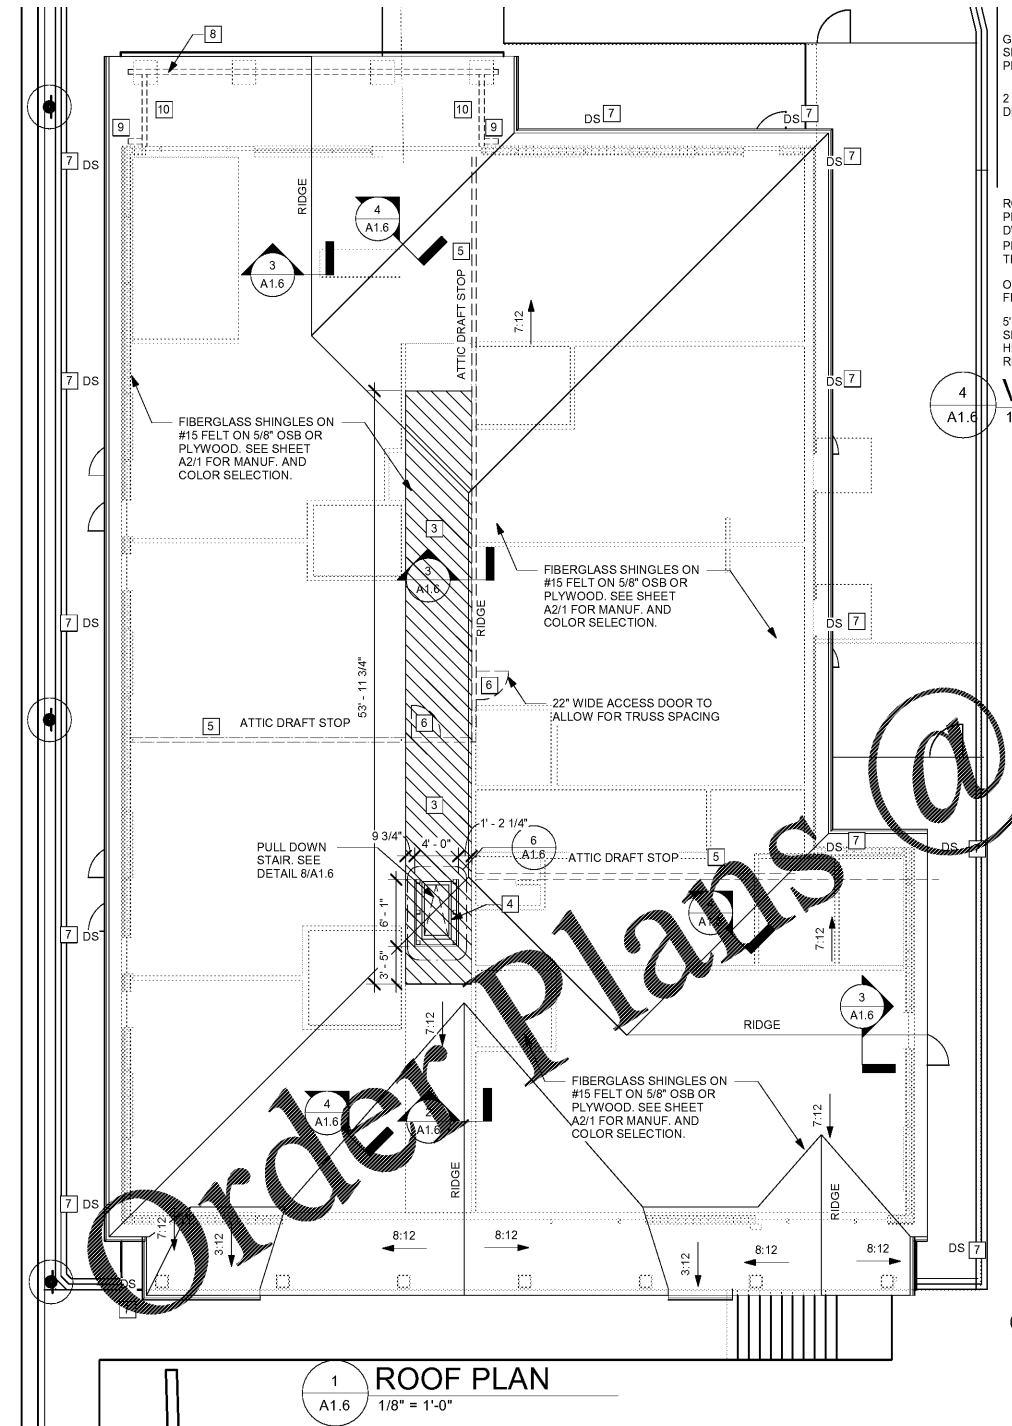 8
10
10
9
9
DS 7
DS 7
7 DS
DS 7
RIDGE
4
A1.6
3
A1.6
5
ATTIC DRAFT STOP
7:12
7 DS
DS 7
4
A1.6
FIBERGLASS SHINGLES ON
#15 FELT ON 5/8" OSB OR
PLYWOOD. SEE SHEET
A2/1 FOR MANUF. AND
COLOR SELECTION.
3
3
A1.6
FIBERGLASS SHINGLES ON
#15 FELT ON 5/8" OSB OR
PLYWOOD. SEE SHEET
A2/1 FOR MANUF. AND
COLOR SELECTION.
RIDGE
7 DS
DS 7
53' - 11 3/4"
6
22" WIDE ACCESS DOOR TO
ALLOW FOR TRUSS SPACING
5
ATTIC DRAFT STOP
6
3
9 3/4"
4' - 0"
1' - 2 1/4"
6
A1.6
ATTIC DRAFT STOP
5
DS 7
DS 7
PULL DOWN
STAIR. SEE
DETAIL 8/A1.6
4
6' - 1"
3' - 5"
7 DS
4
7:12
3
A1.6
RIDGE
7:12
FIBERGLASS SHINGLES ON
#15 FELT ON 5/8" OSB OR
PLYWOOD. SEE SHEET
A2/1 FOR MANUF. AND
COLOR SELECTION.
4
A1.6
2
A1.6
7:12
RIDGE
RIDGE
7 DS
7:12
3:12
8:12
8:12
3:12
8:12
8:12
DS 7
DS
7
Order Plans @
1
A1.6
ROOF PLAN
1/8" = 1'-0"